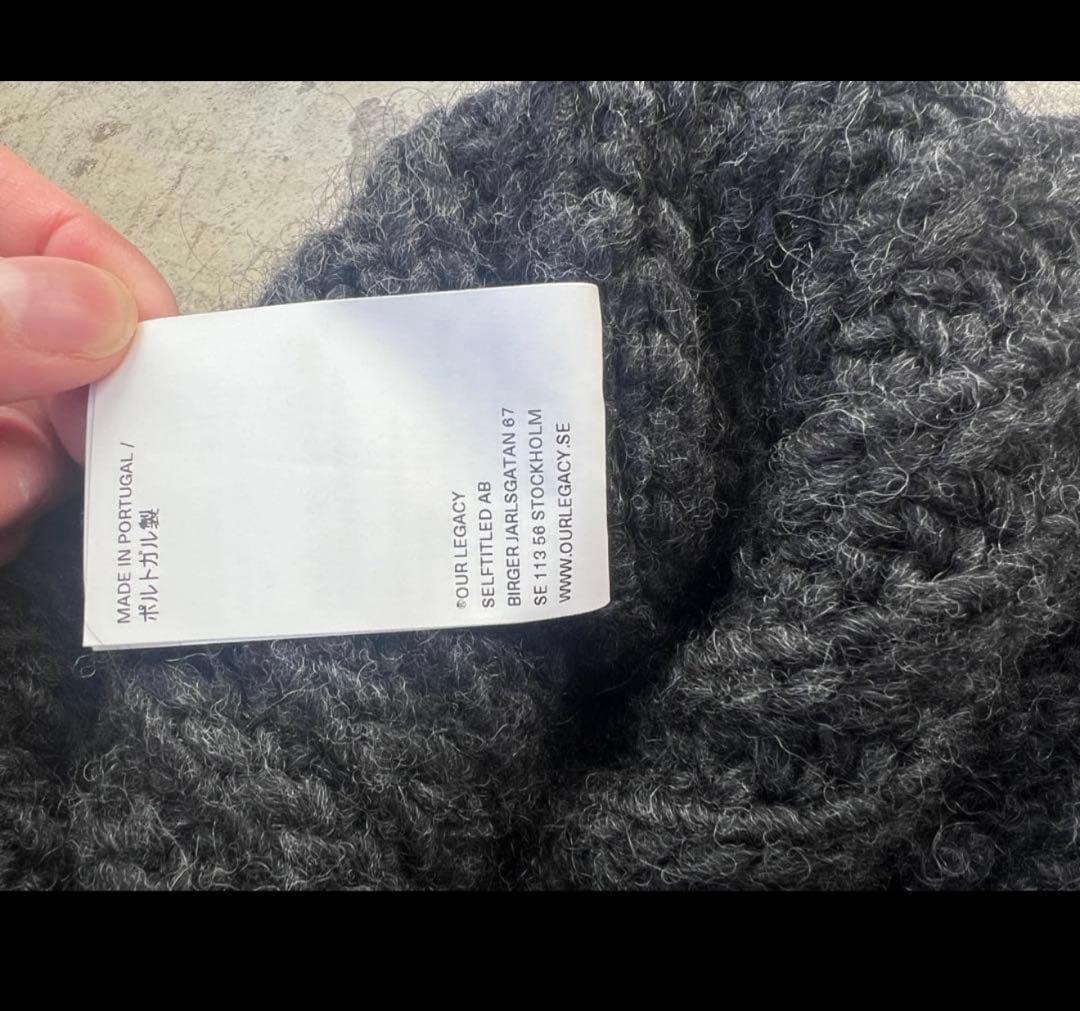 MADE IN PORTUGAL /
ポルトガル製
®OUR LEGACY
SELFTITLED AB
BIRGER JARLSGATAN 67
SE 113 56 STOCKHOLM
WWW.OURLEGACY.SE